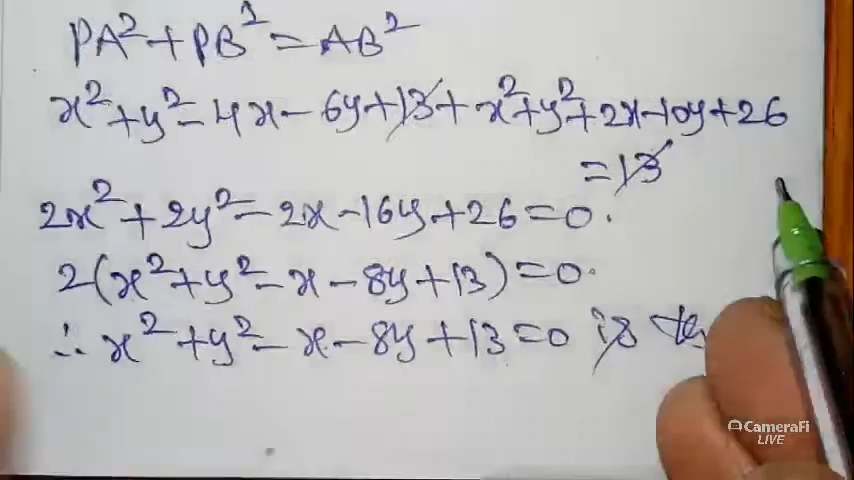 PA² + PB² = AB²
x² + y² - 4x - 6y + 13 + x² + y² + 2x - 10y + 26
= 13
2x² + 2y² - 2x - 16y + 26 = 0.
2(x² + y² - x - 8y + 13) = 0.
∴ x² + y² - x - 8y + 13 = 0 is
CameraFi
LIVE